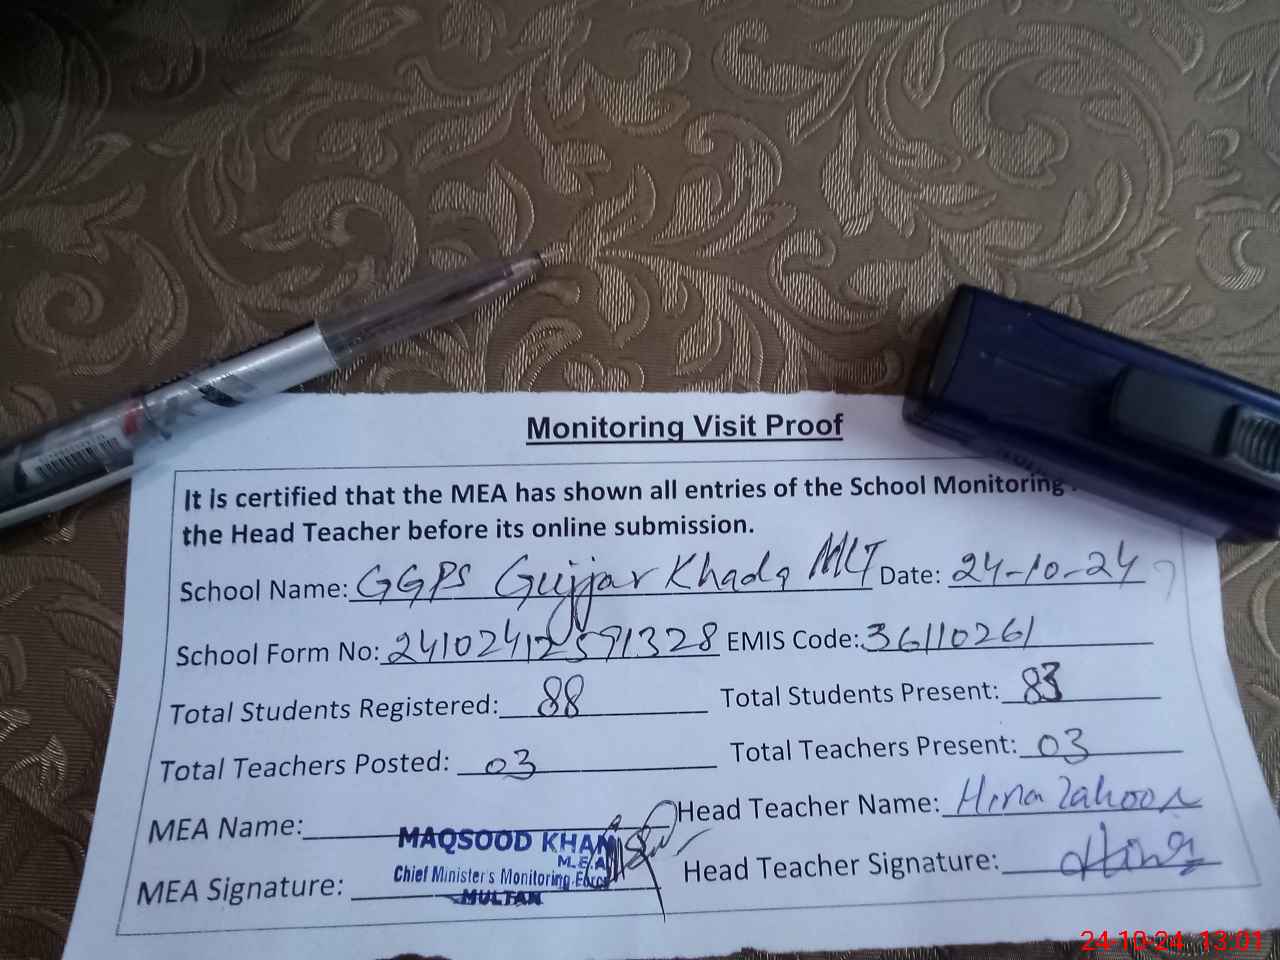 Monitoring Visit Proof
It is certified that the MEA has shown all entries of the School Monitoring
the Head Teacher before its online submission.
School Name: GGPS Gujjar Khada MLT Date: 24-10-24
School Form No: 24102412591328 EMIS Code: 36110261
Total Students Registered: 88 Total Students Present: 83
Total Teachers Posted: 03 Total Teachers Present: 03
MEA Name: Head Teacher Name: Hina Zahoor
MAQSOOD KHAN
M.E.A
Chief Minister's Monitoring Force
MULTAN
MEA Signature: Head Teacher Signature: Hina
24-10-24 13:01